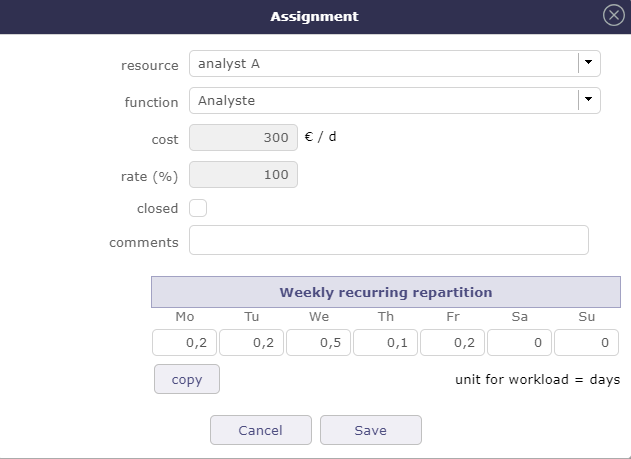 Assignment
resource analyst A
function Analyste
cost 300 € / d
rate (%) 100
closed
comments
Weekly recurring repartition
Mo Tu We Th Fr Sa Su
0,2 0,2 0,5 0,1 0,2 0 0
copy unit for workload = days
Cancel Save